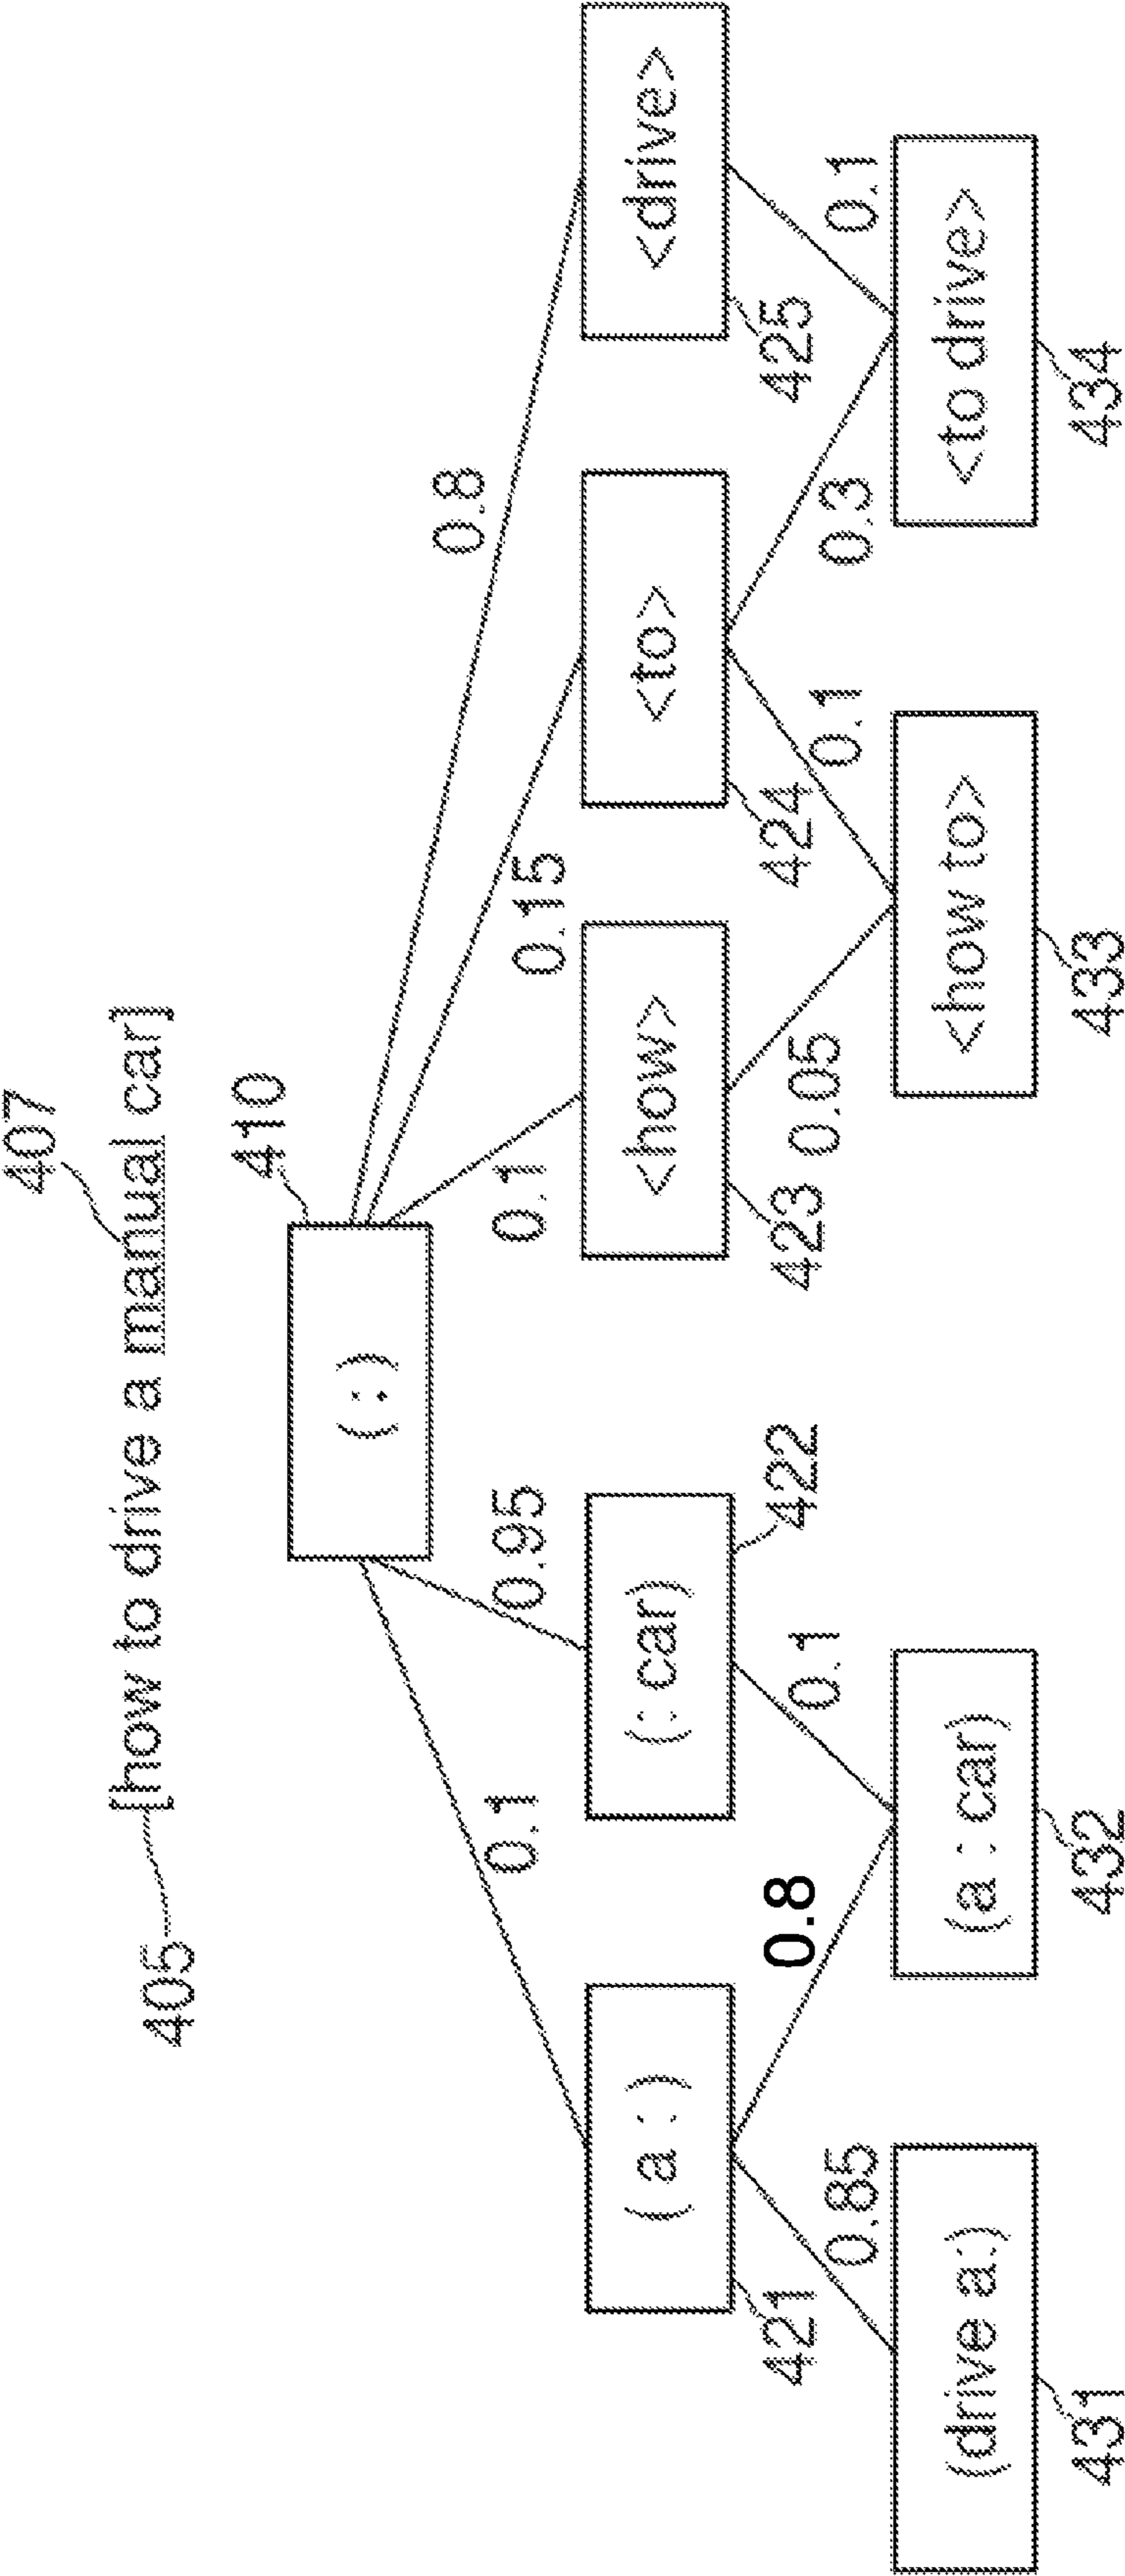 407
405
[how to drive a manual car]
410
( : )
0.1
0.95
0.1
0.15
0.8
( a : )
(: car)
<how>
<to>
<drive>
421
422
423
424
425
0.85
0.8
0.1
0.05
0.1
0.3
0.1
(drive a:)
(a : car)
<how to>
<to drive>
431
432
433
434